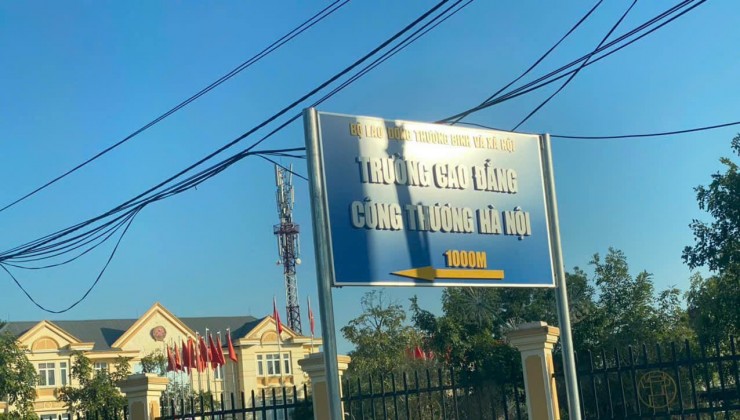 BỘ LAO ĐỘNG THƯƠNG BINH VÀ XÃ HỘI
TRƯỜNG CAO ĐẲNG
CÔNG THƯƠNG HÀ NỘI
1000M